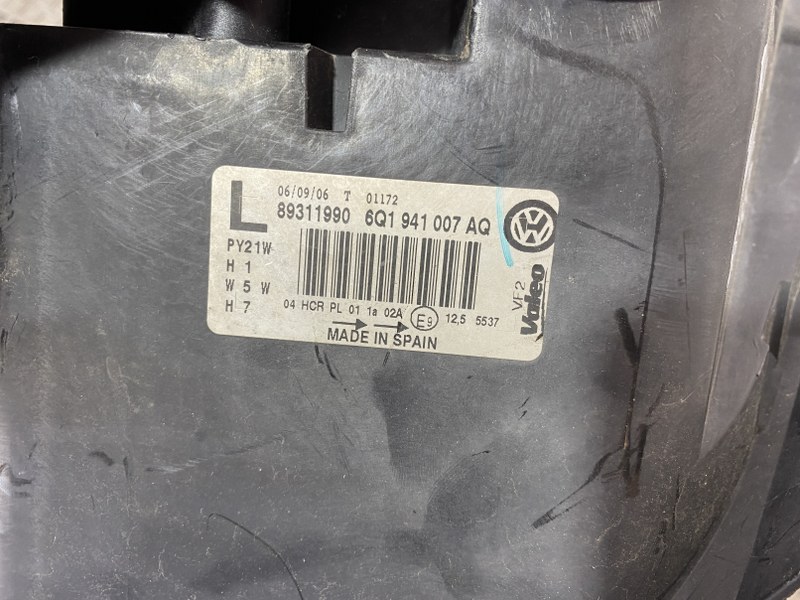 L
06/09/06 T 01172
89311990 6Q1 941 007 AQ
PY21W
H 1
W 5 W
H 7
04 HCR PL 01 1a 02A E9 12,5 5537
MADE IN SPAIN
VF2
Valeo